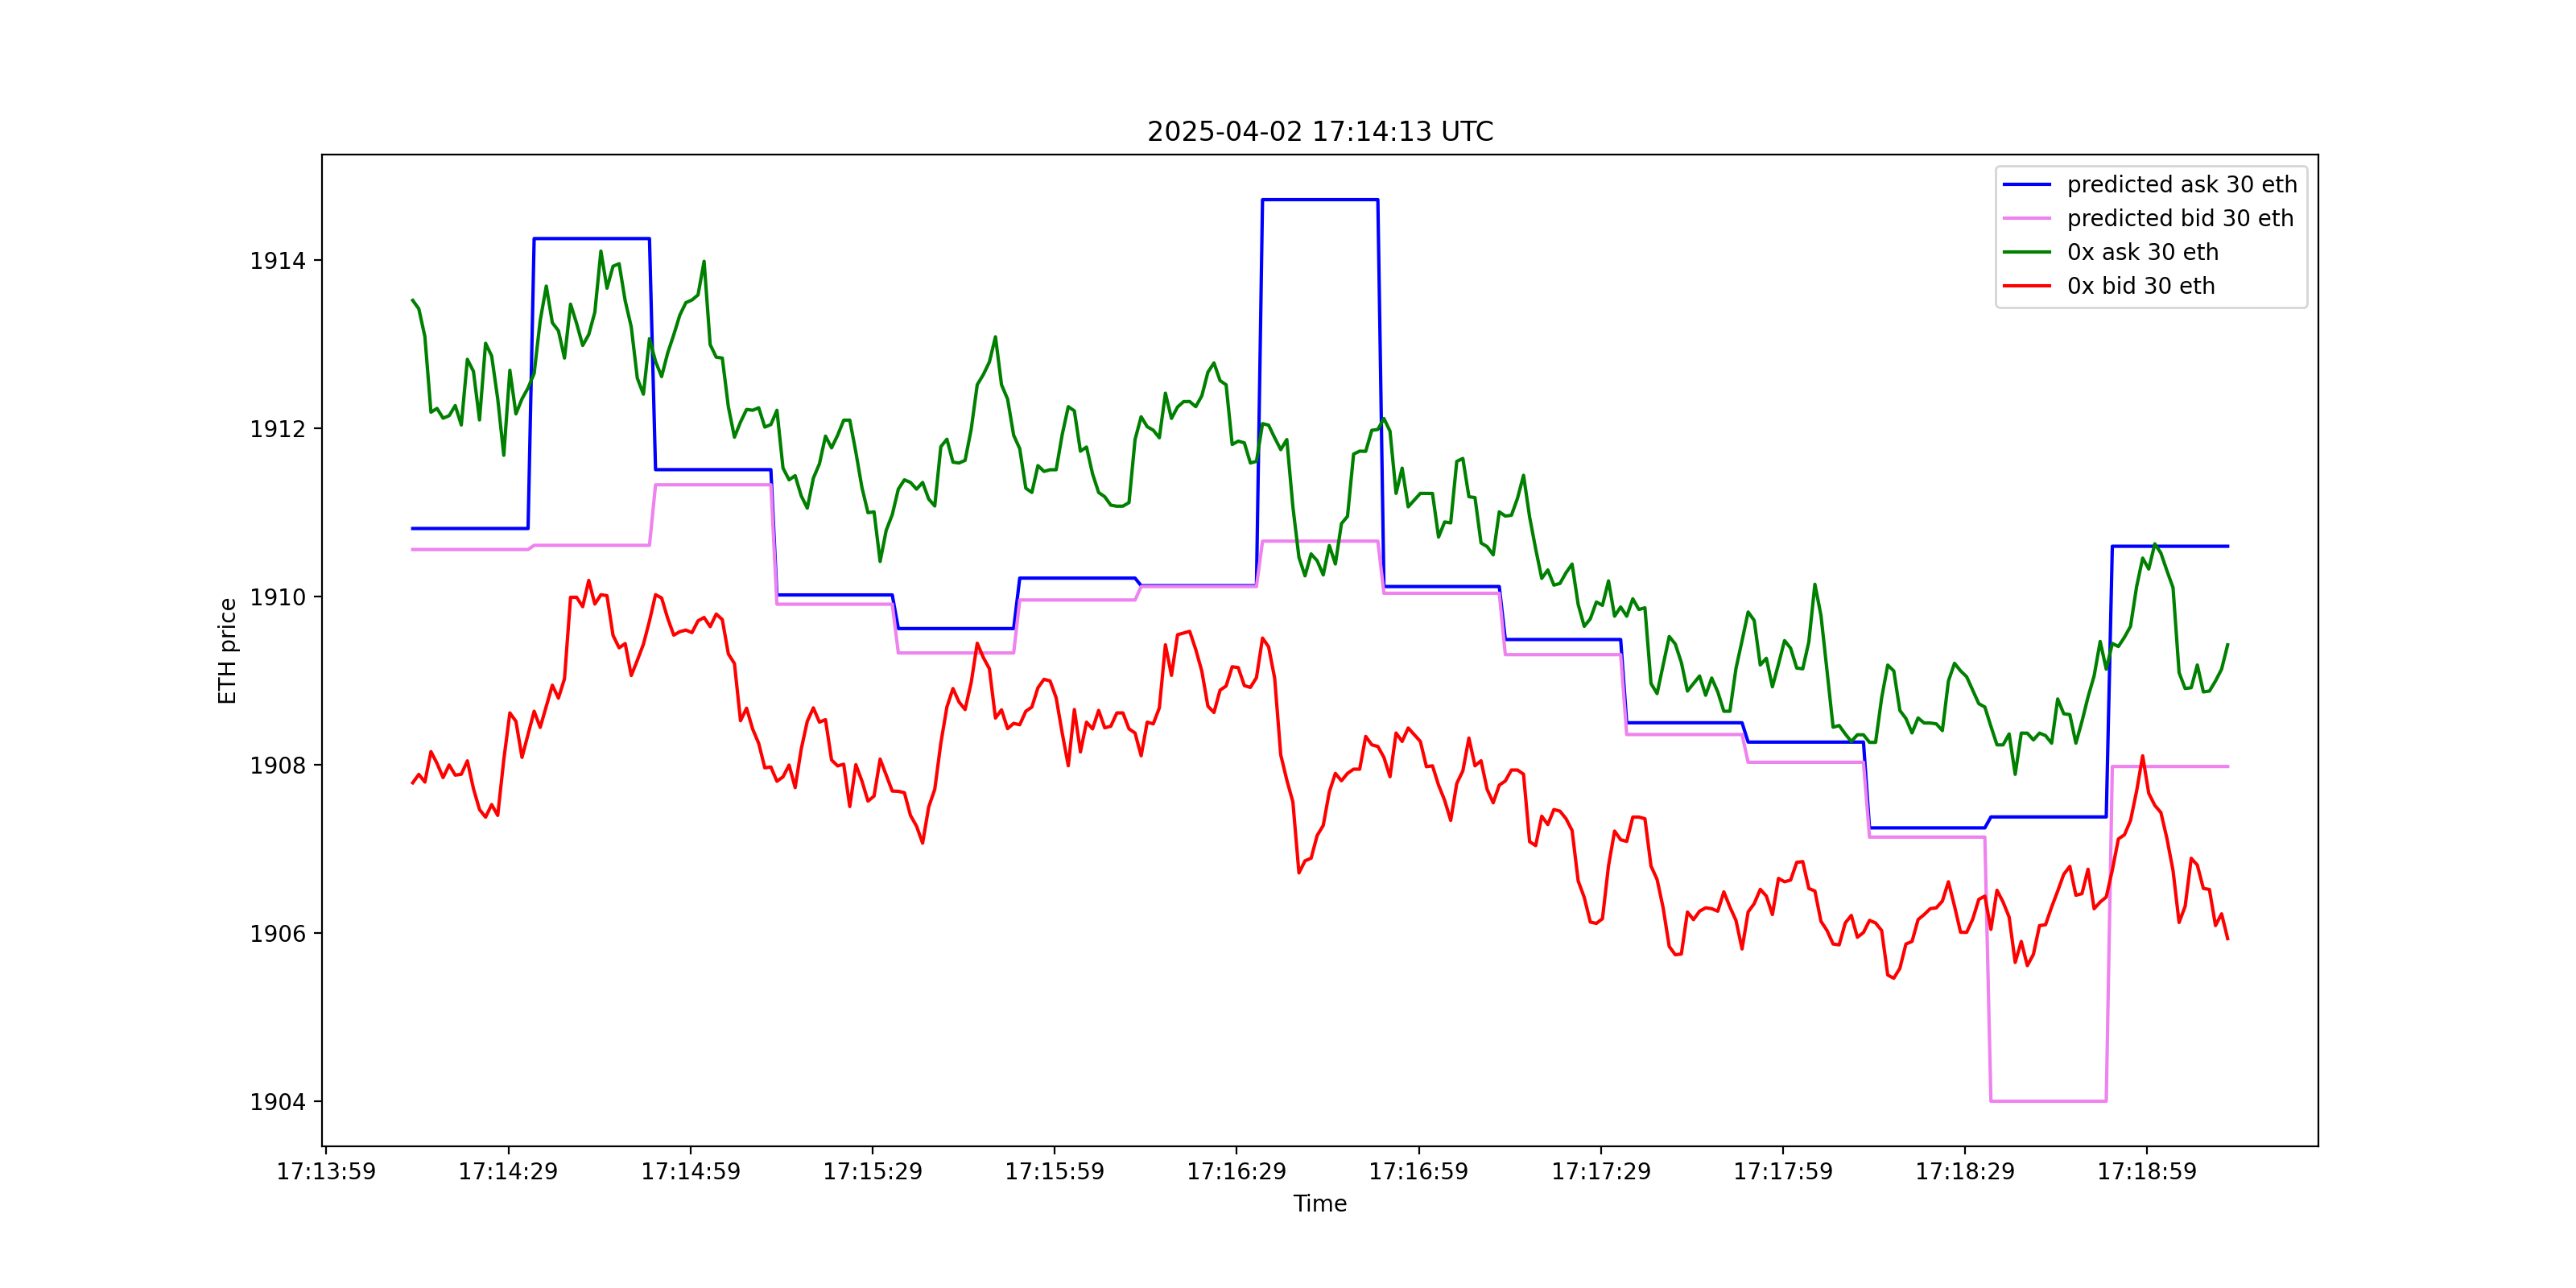 2025-04-02 17:14:13 UTC
predicted ask 30 eth
predicted bid 30 eth
0x ask 30 eth
0x bid 30 eth
ETH price
1914
1912
1910
1908
1906
1904
17:13:59 17:14:29 17:14:59 17:15:29 17:15:59 17:16:29 17:16:59 17:17:29 17:17:59 17:18:29 17:18:59
Time